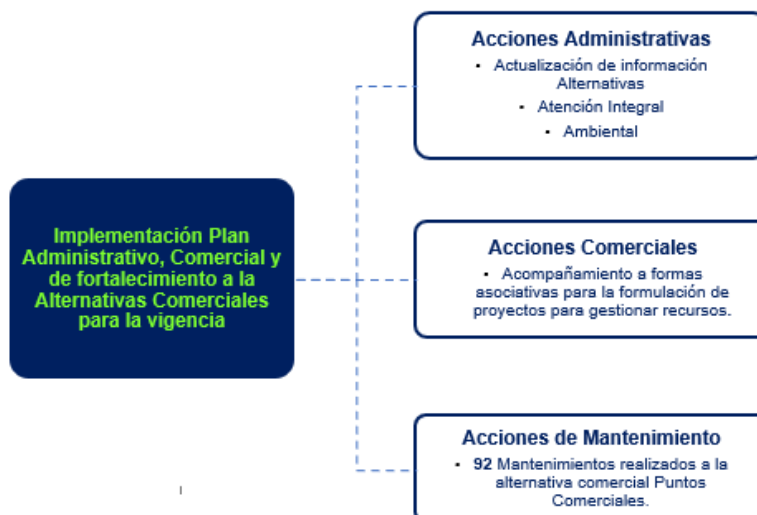 Acciones Administrativas
▪ Actualización de información
Alternativas
▪ Atención Integral
▪ Ambiental
Implementación Plan
Administrativo, Comercial y
de fortalecimiento a la
Alternativas Comerciales
para la vigencia
Acciones Comerciales
▪ Acompañamiento a formas
asociativas para la formulación de
proyectos para gestionar recursos.
Acciones de Mantenimiento
▪ 92 Mantenimientos realizados a la
alternativa comercial Puntos
Comerciales.